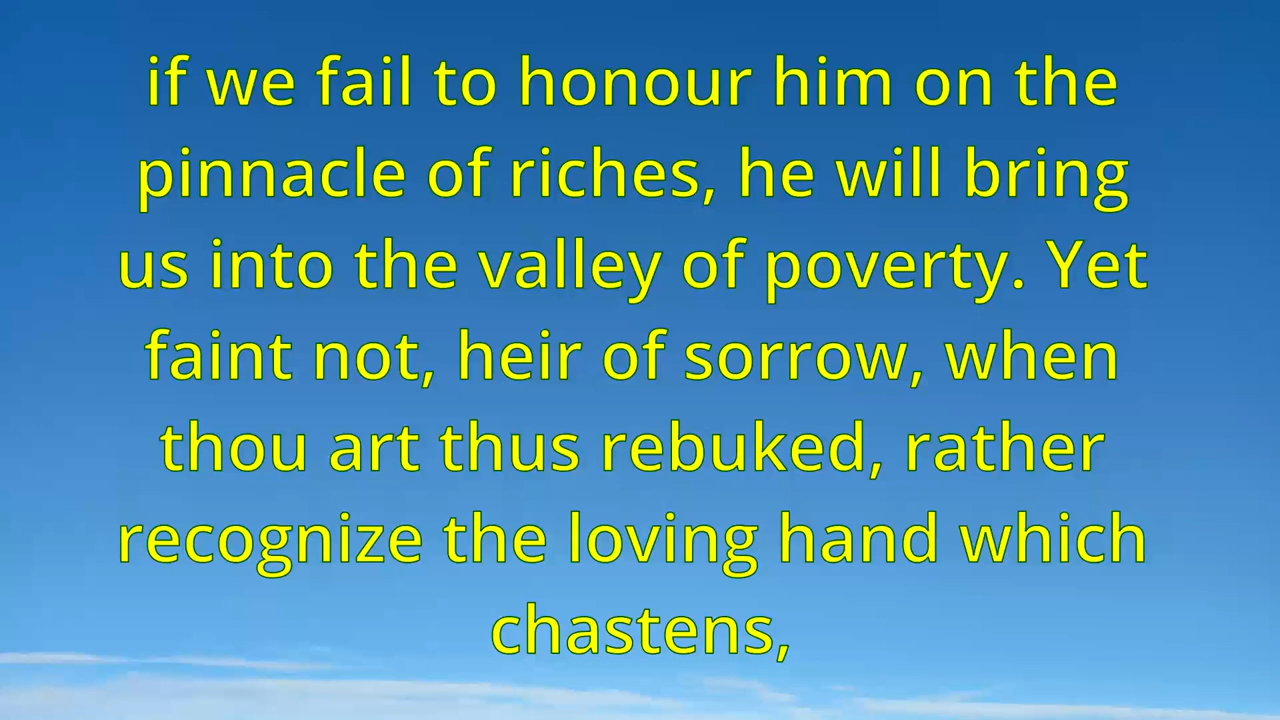 if we fail to honour him on the
pinnacle of riches, he will bring
us into the valley of poverty. Yet
faint not, heir of sorrow, when
thou art thus rebuked, rather
recognize the loving hand which
chastens,